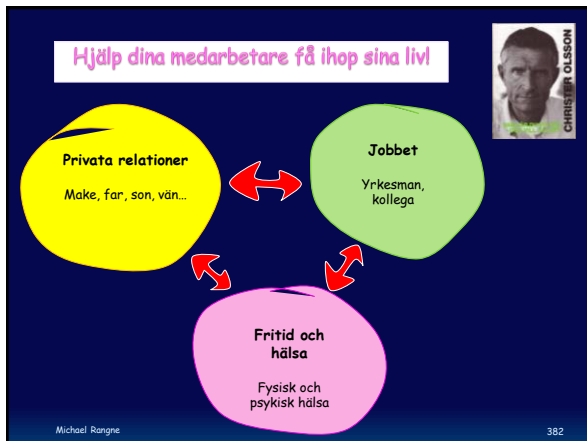 Hjälp dina medarbetare få ihop sina liv!
CHRISTER OLSSON
Privata relationer
Make, far, son, vän...
Jobbet
Yrkesman,
kollega
Fritid och
hälsa
Fysisk och
psykisk hälsa
Michael Rangne
382